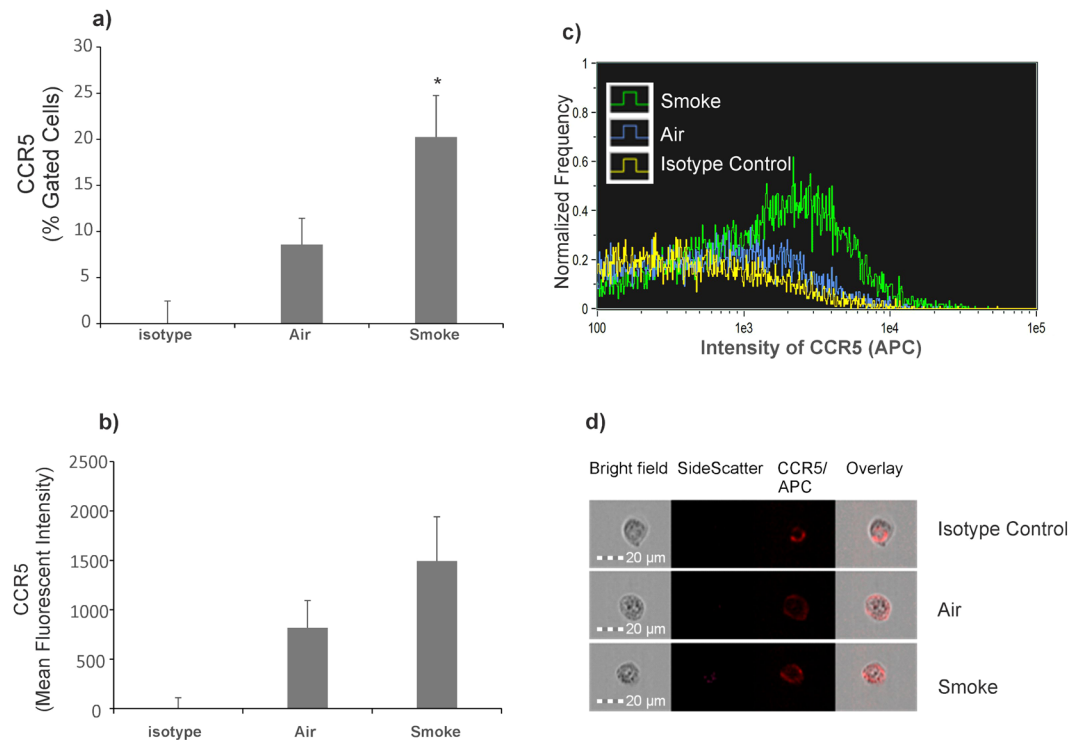 a)
CCR5
(% Gated Cells)
30
25
20
15
10
5
0
*
isotype
Air
Smoke
b)
CCR5
(Mean Fluorescent Intensity)
2500
2000
1500
1000
500
0
isotype
Air
Smoke
c)
Normalized Frequency
1
0.8
0.6
0.4
0.2
0
Smoke
Air
Isotype Control
100
1e3
1e4
1e5
Intensity of CCR5 (APC)
d)
Bright field
SideScatter
CCR5/
APC
Overlay
20 µm
Isotype Control
20 µm
Air
20 µm
Smoke